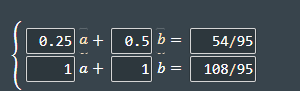 0.25 a + 0.5 b = 54/95
1 a + 1 b = 108/95